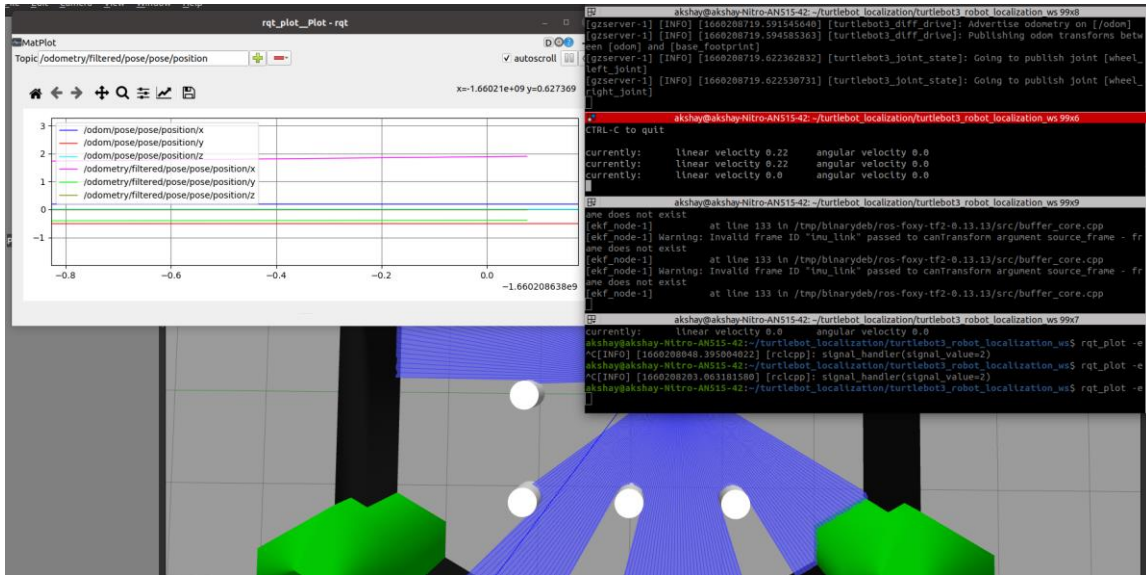 Edit Camera View Window Help
rqt_plot__Plot - rqt
MatPlot
Topic /odometry/filtered/pose/pose/position
autoscroll
x=-1.66021e+09 y=0.627369
3
2
1
0
−1
/odom/pose/pose/position/x
/odom/pose/pose/position/y
/odom/pose/pose/position/z
/odometry/filtered/pose/pose/position/x
/odometry/filtered/pose/pose/position/y
/odometry/filtered/pose/pose/position/z
−0.8 −0.6 −0.4 −0.2 0.0
−1.660208638e9
akshay@akshay-Nitro-AN515-42: ~/turtlebot_localization/turtlebot3_robot_localization_ws 99x8
[gzserver-1] [INFO] [1660208719.591545640] [turtlebot3_diff_drive]: Advertise odometry on [/odom]
[gzserver-1] [INFO] [1660208719.594585363] [turtlebot3_diff_drive]: Publishing odom transforms betw
een [odom] and [base_footprint]
[gzserver-1] [INFO] [1660208719.622362832] [turtlebot3_joint_state]: Going to publish joint [wheel_
left_joint]
[gzserver-1] [INFO] [1660208719.622530731] [turtlebot3_joint_state]: Going to publish joint [wheel_
right_joint]
akshay@akshay-Nitro-AN515-42: ~/turtlebot_localization/turtlebot3_robot_localization_ws 99x6
CTRL-C to quit
currently: linear velocity 0.22 angular velocity 0.0
currently: linear velocity 0.22 angular velocity 0.0
currently: linear velocity 0.0 angular velocity 0.0
akshay@akshay-Nitro-AN515-42: ~/turtlebot_localization/turtlebot3_robot_localization_ws 99x9
ame does not exist
[ekf_node-1] at line 133 in /tmp/binarydeb/ros-foxy-tf2-0.13.13/src/buffer_core.cpp
[ekf_node-1] Warning: Invalid frame ID "imu_link" passed to canTransform argument source_frame - fr
ame does not exist
[ekf_node-1] at line 133 in /tmp/binarydeb/ros-foxy-tf2-0.13.13/src/buffer_core.cpp
[ekf_node-1] Warning: Invalid frame ID "imu_link" passed to canTransform argument source_frame - fr
ame does not exist
[ekf_node-1] at line 133 in /tmp/binarydeb/ros-foxy-tf2-0.13.13/src/buffer_core.cpp
akshay@akshay-Nitro-AN515-42: ~/turtlebot_localization/turtlebot3_robot_localization_ws 99x7
currently: linear velocity 0.0 angular velocity 0.0
akshay@akshay-Nitro-AN515-42:~/turtlebot_localization/turtlebot3_robot_localization_ws$ rqt_plot -e
^C[INFO] [1660208048.395004022] [rclcpp]: signal_handler(signal_value=2)
akshay@akshay-Nitro-AN515-42:~/turtlebot_localization/turtlebot3_robot_localization_ws$ rqt_plot -e
^C[INFO] [1660208203.063181580] [rclcpp]: signal_handler(signal_value=2)
akshay@akshay-Nitro-AN515-42:~/turtlebot_localization/turtlebot3_robot_localization_ws$ rqt_plot -e